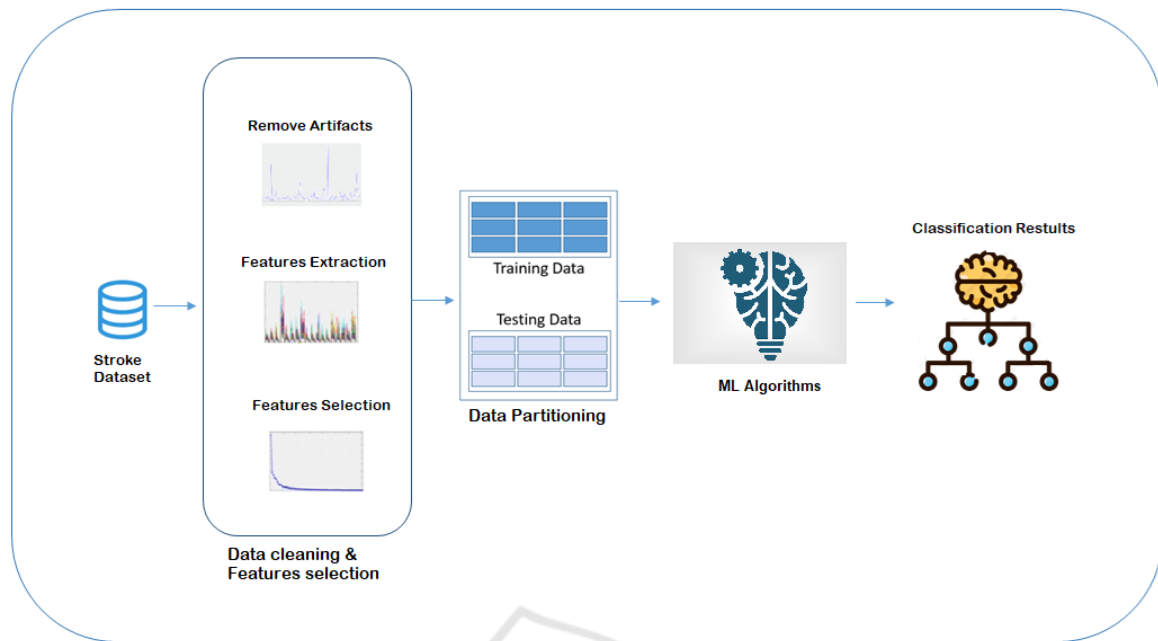 Remove Artifacts
Features Extraction
Features Selection
Stroke
Dataset
Data cleaning &
Features selection
Training Data
Testing Data
Data Partitioning
ML Algorithms
Classification Restults